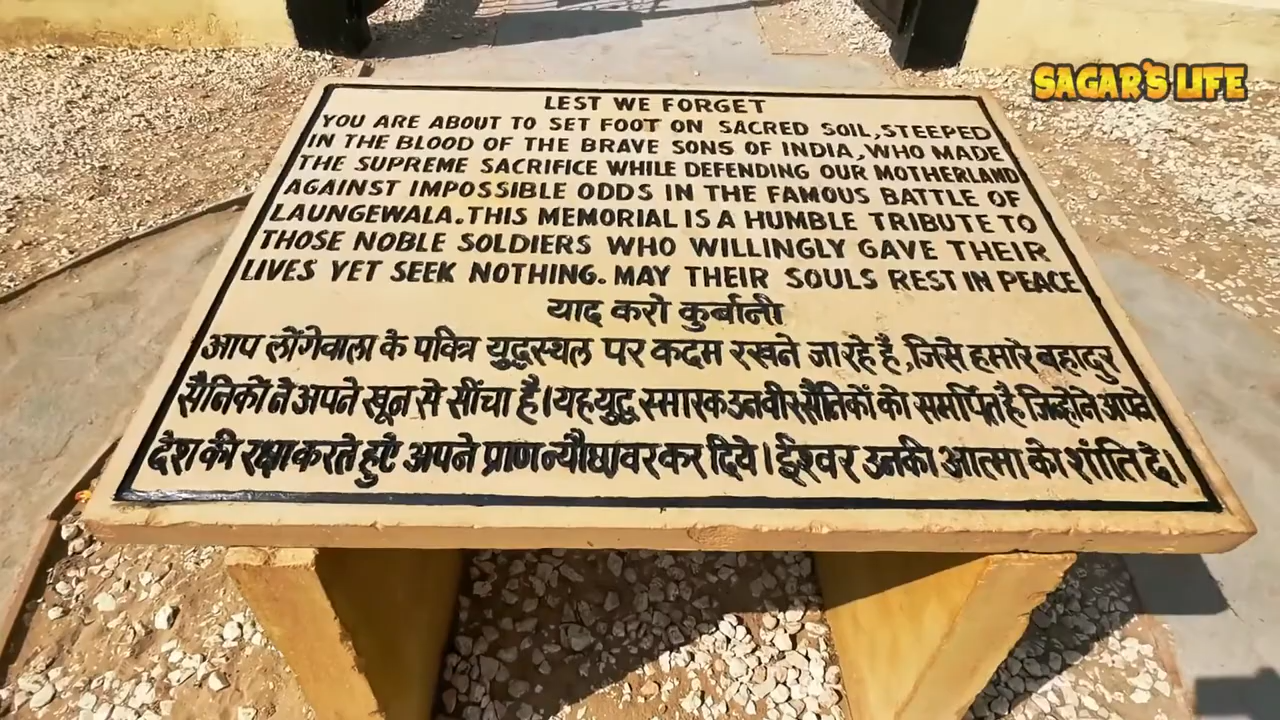 SAGAR'S LIFE
LEST WE FORGET
YOU ARE ABOUT TO SET FOOT ON SACRED SOIL, STEEPED
IN THE BLOOD OF THE BRAVE SONS OF INDIA, WHO MADE
THE SUPREME SACRIFICE WHILE DEFENDING OUR MOTHERLAND
AGAINST IMPOSSIBLE ODDS IN THE FAMOUS BATTLE OF
LAUNGEWALA. THIS MEMORIAL IS A HUMBLE TRIBUTE TO
THOSE NOBLE SOLDIERS WHO WILLINGLY GAVE THEIR
LIVES YET SEEK NOTHING. MAY THEIR SOULS REST IN PEACE
याद करो कुर्बानी
आप लोंगेवाला के पवित्र युद्धस्थल पर कदम रखने जा रहे है, जिसे हमारे बहादुर
सैनिकों ने अपने खून से सींचा है। यह युद्ध स्मारक उन वीर सैनिकों को समर्पित है जिन्होंने अपने
देश की रक्षा करते हुऐ अपने प्राण न्यौछावर कर दिये। ईश्वर उनकी आत्मा को शांति दे।